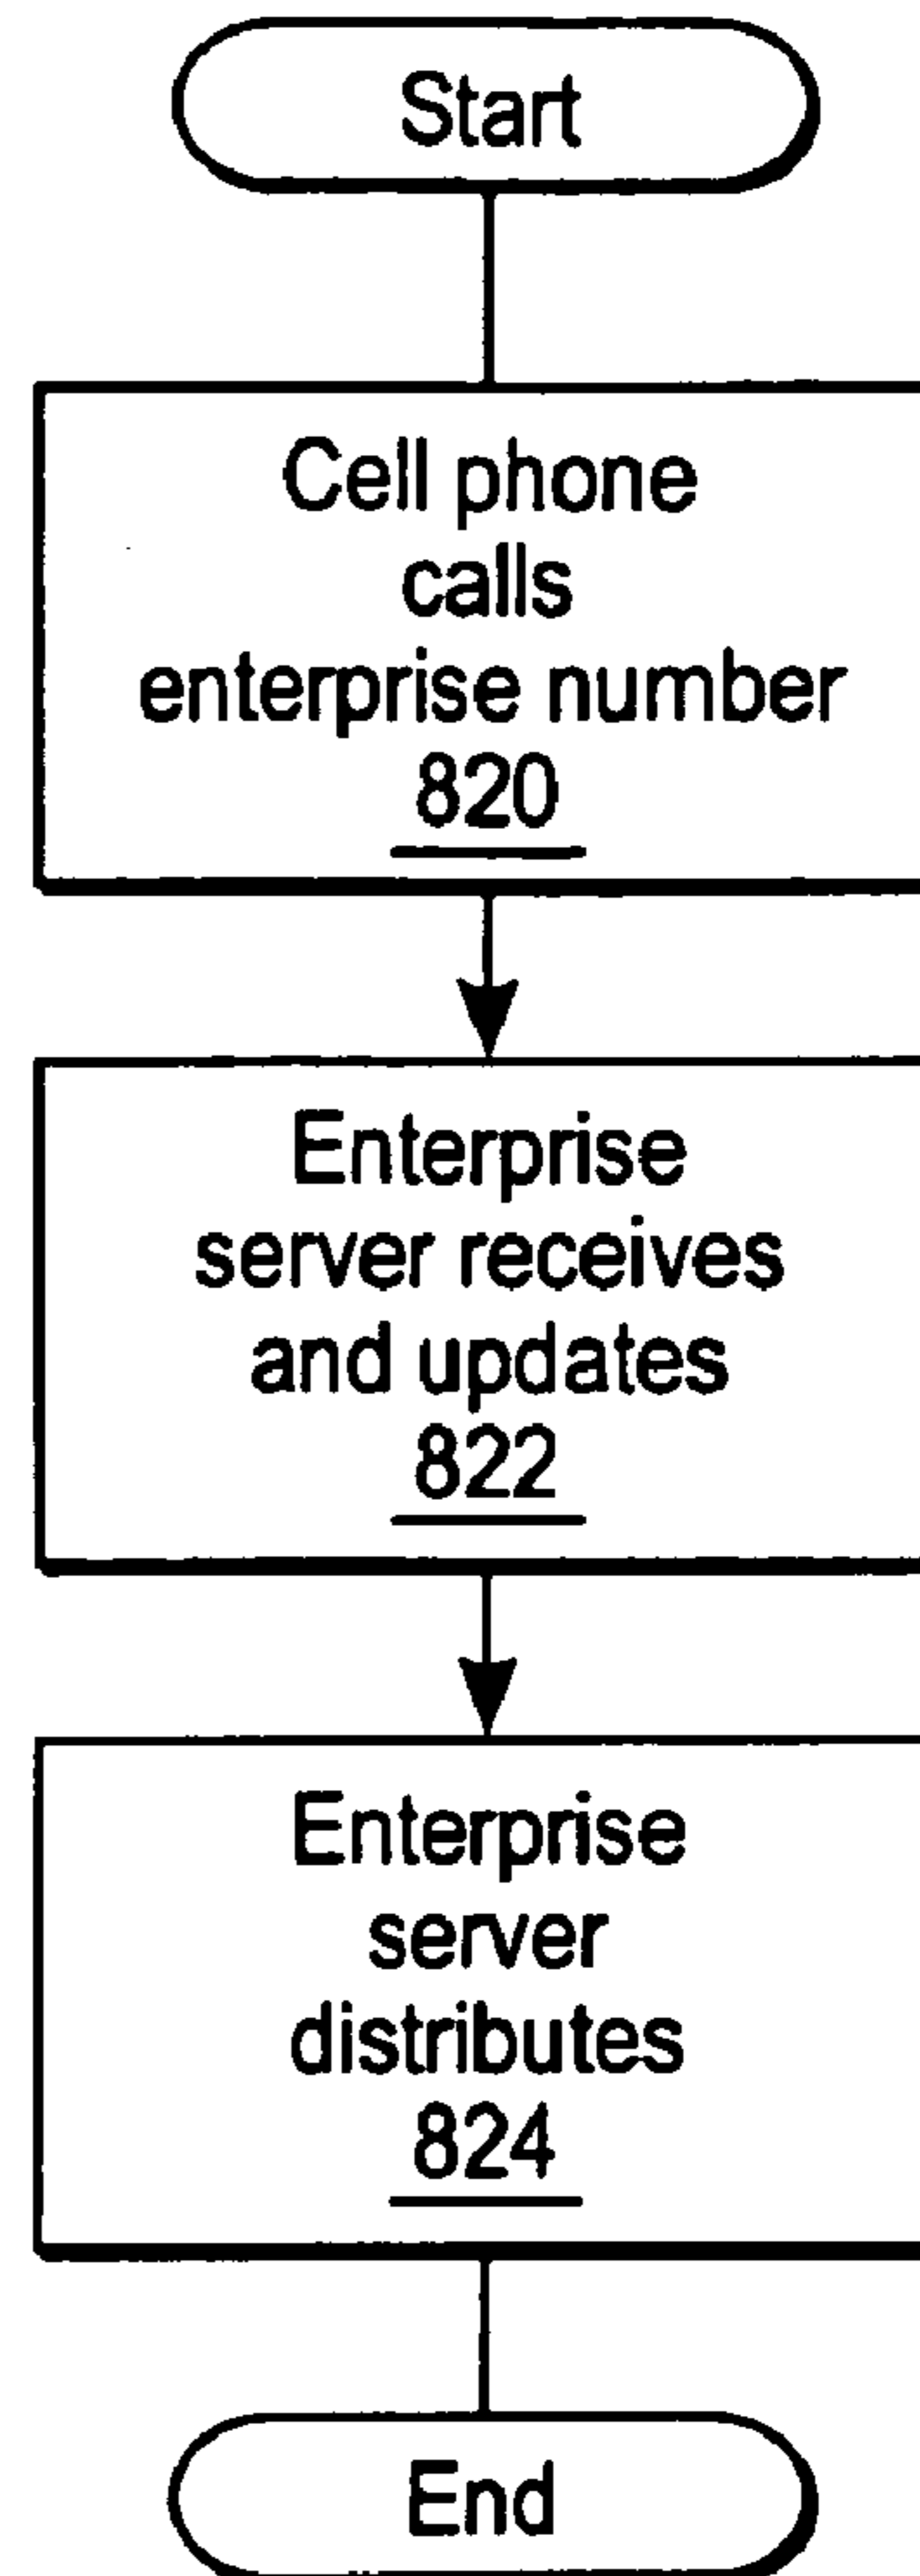 Start
Cell phone
calls
enterprise number
820
Enterprise
server receives
and updates
822
Enterprise
server
distributes
824
End